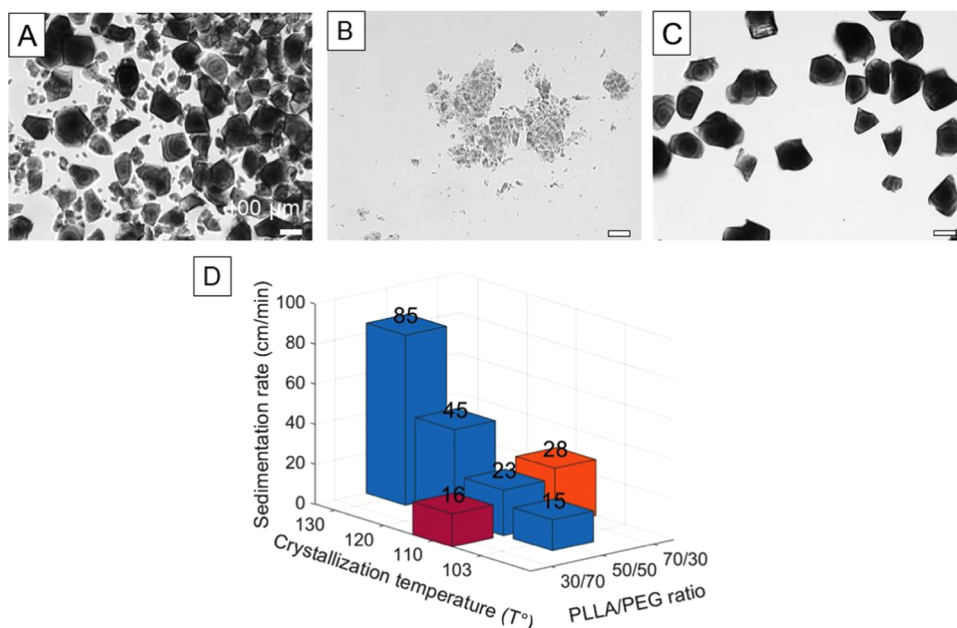 A
B
C
100 µm
D
Sedimentation rate (cm/min)
100
80
60
40
20
0
85
45
23
28
16
15
130
120
110
103
Crystallization temperature (T°)
30/70
50/50
70/30
PLLA/PEG ratio